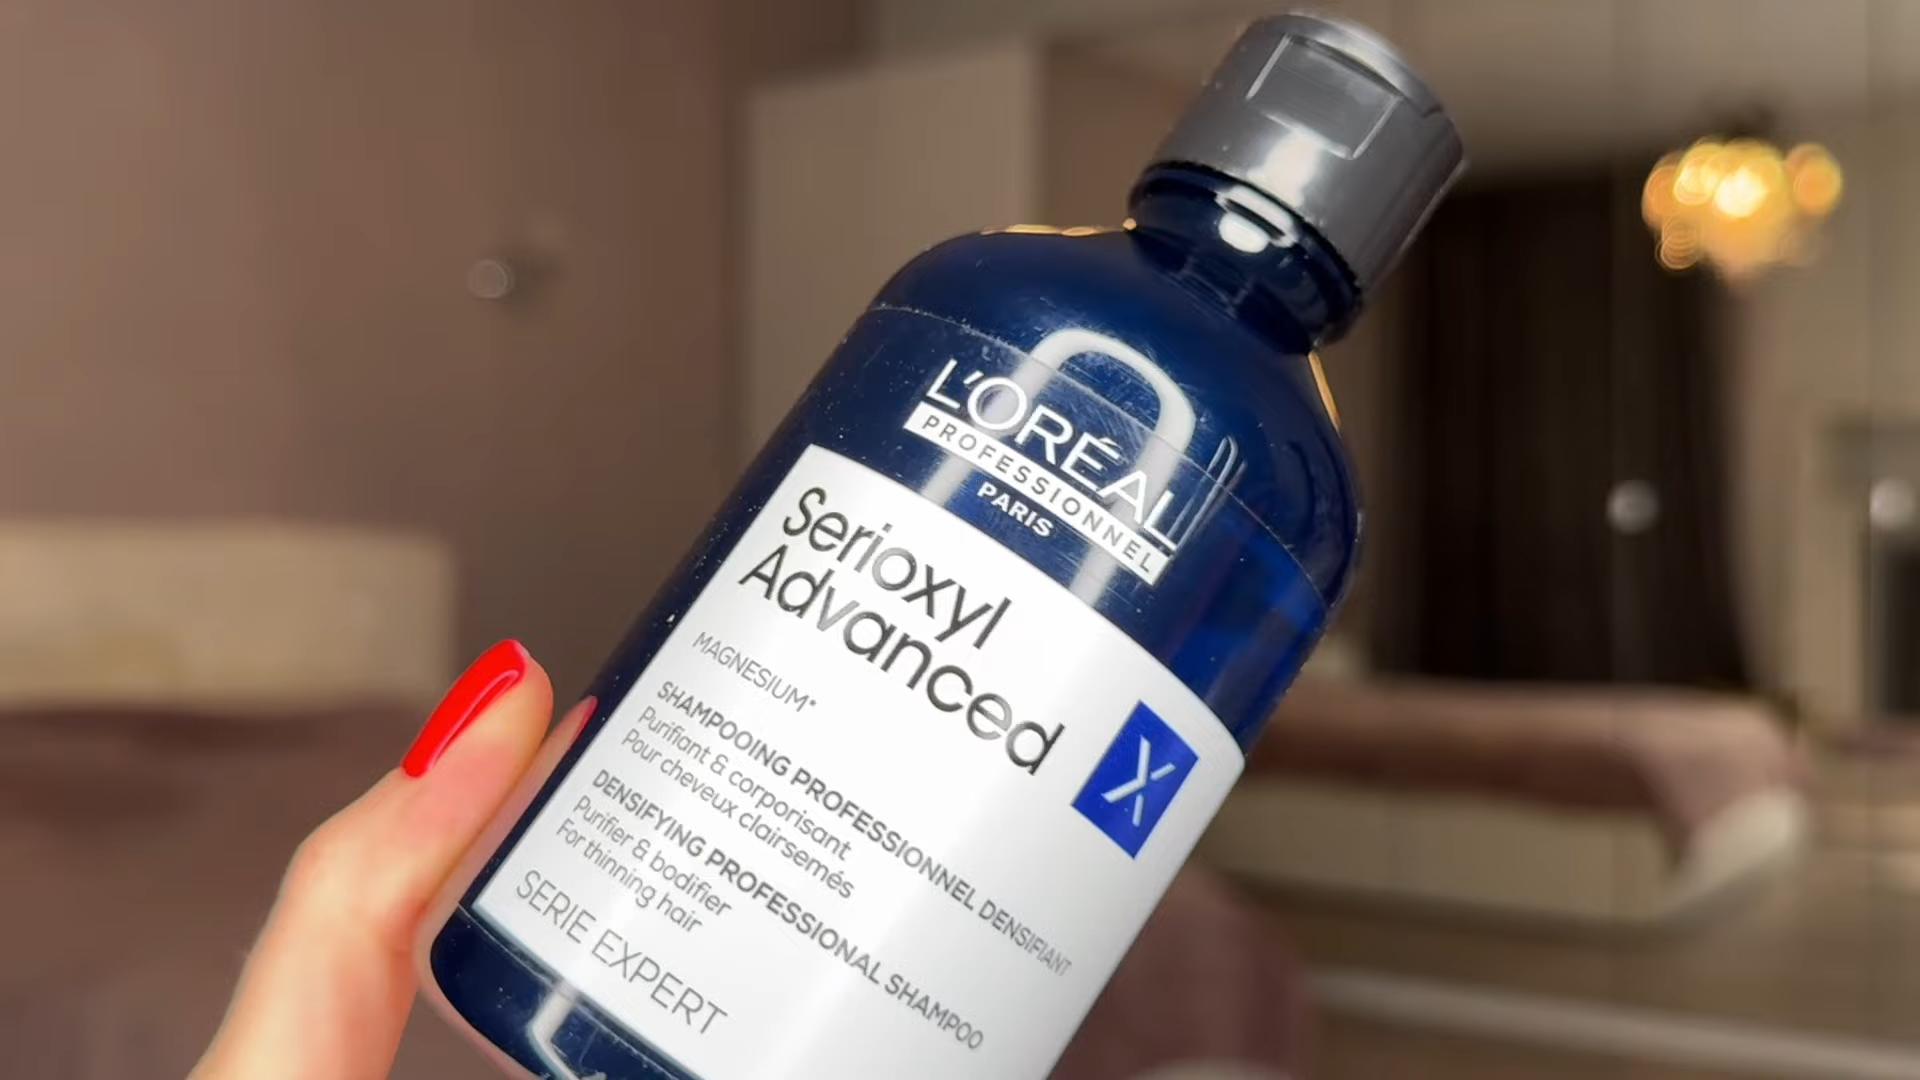 L'ORÉAL
PROFESSIONNEL
PARIS
Serioxyl
Advanced
MAGNESIUM*
X
SHAMPOOING PROFESSIONNEL DENSIFIANT
Purifiant & corporisant
Pour cheveux clairsemés
DENSIFYING PROFESSIONAL SHAMPOO
Purifier & bodifier
For thinning hair
SERIE EXPERT